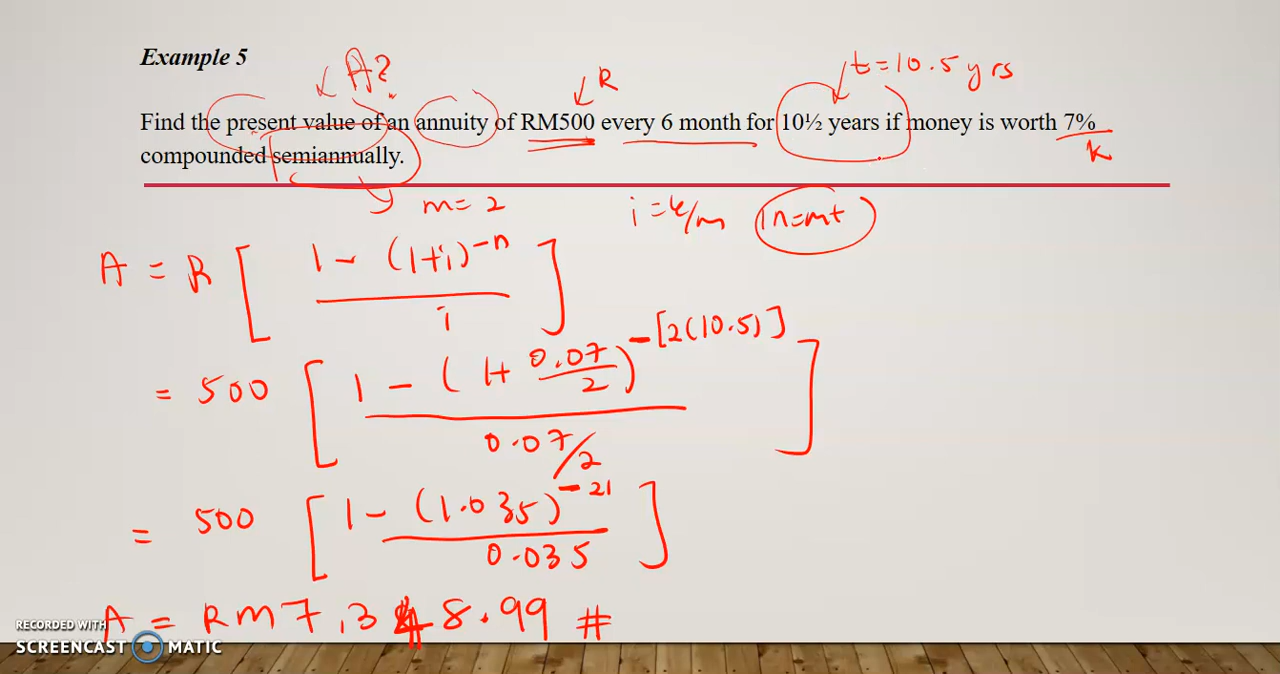 Example 5
A?
R
t = 10.5 yrs
Find the present value of an annuity of RM500 every 6 month for 10½ years if money is worth 7%
compounded semiannually.
k
m = 2
i = k/m
n = mt
A = R [ 1 - (1+i)^-n / i ]
= 500 [ 1 - (1 + 0.07/2)^-[2(10.5)] / 0.07/2 ]
= 500 [ 1 - (1.035)^-21 / 0.035 ]
A = RM7,348.99 #
RECORDED WITH
SCREENCAST MATIC